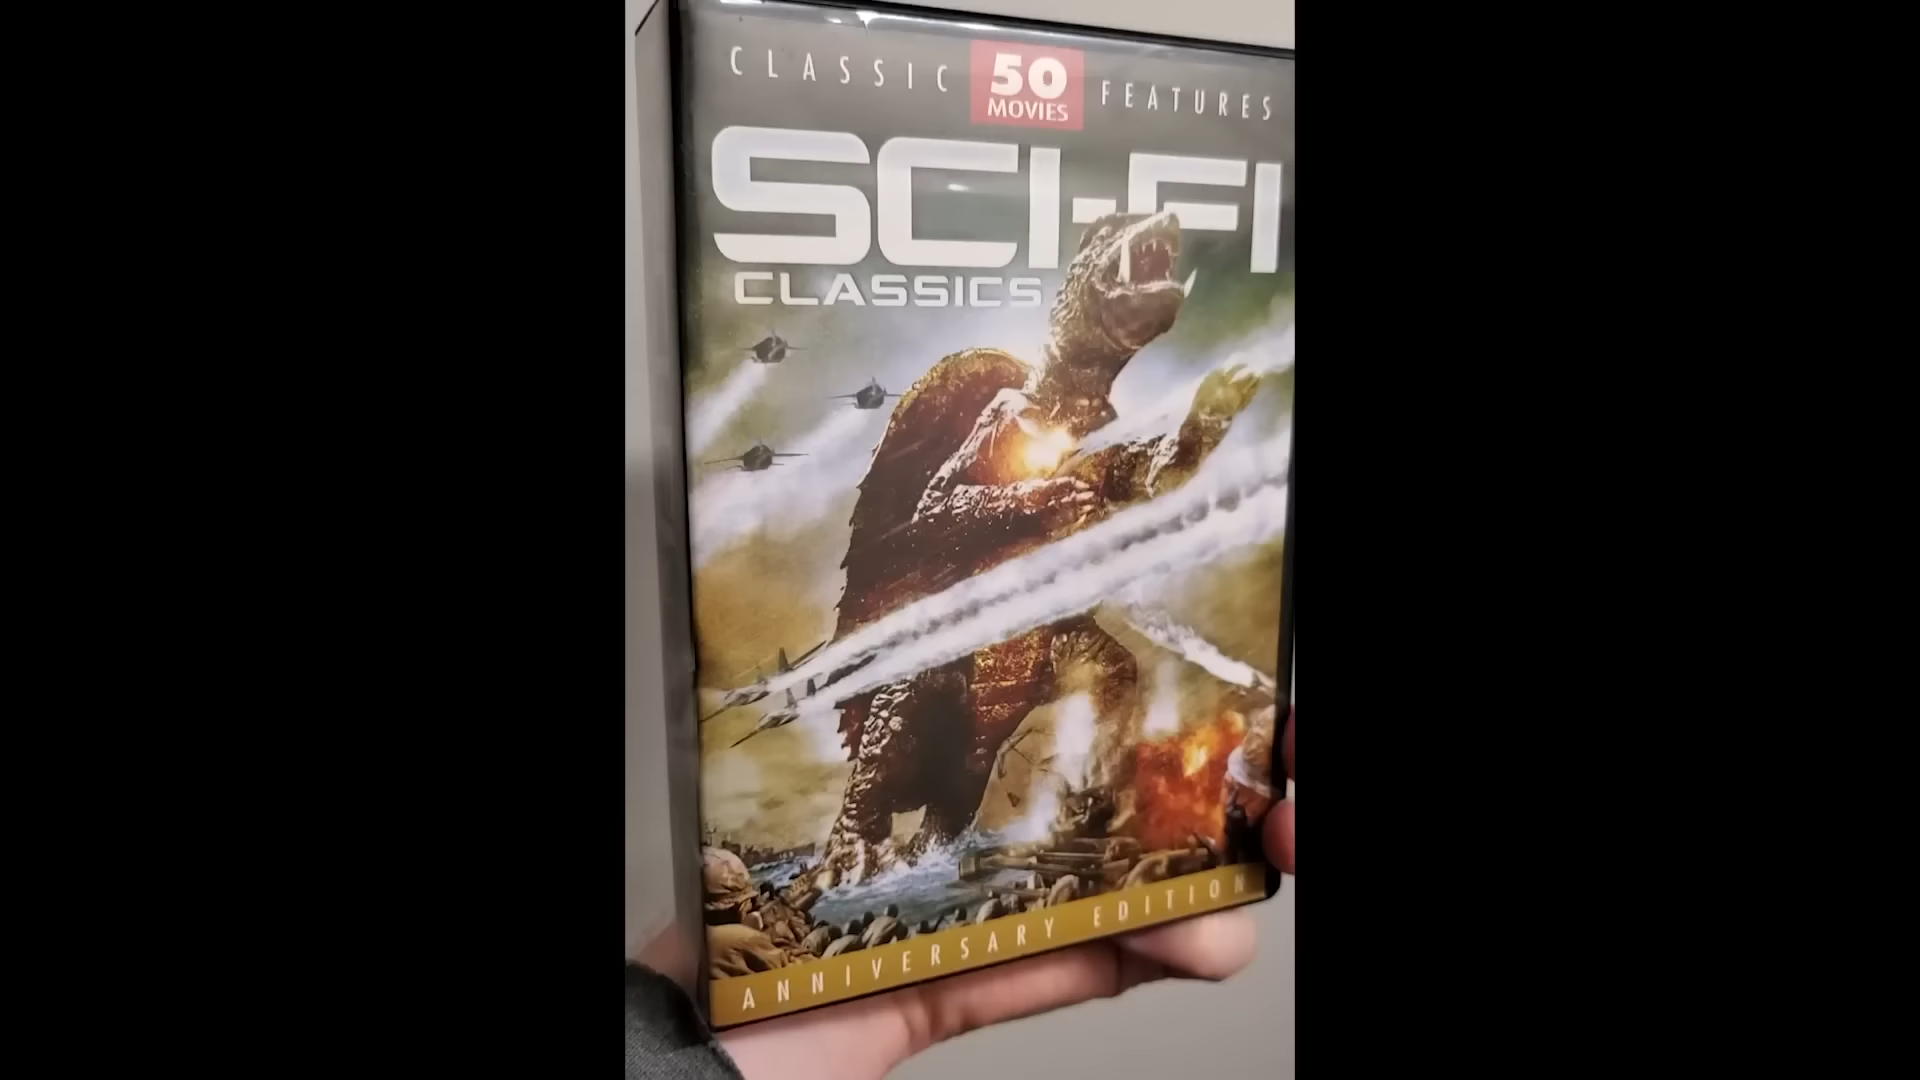 CLASSIC 50 FEATURES
MOVIES
SCI-FI
CLASSICS
ANNIVERSARY EDITION